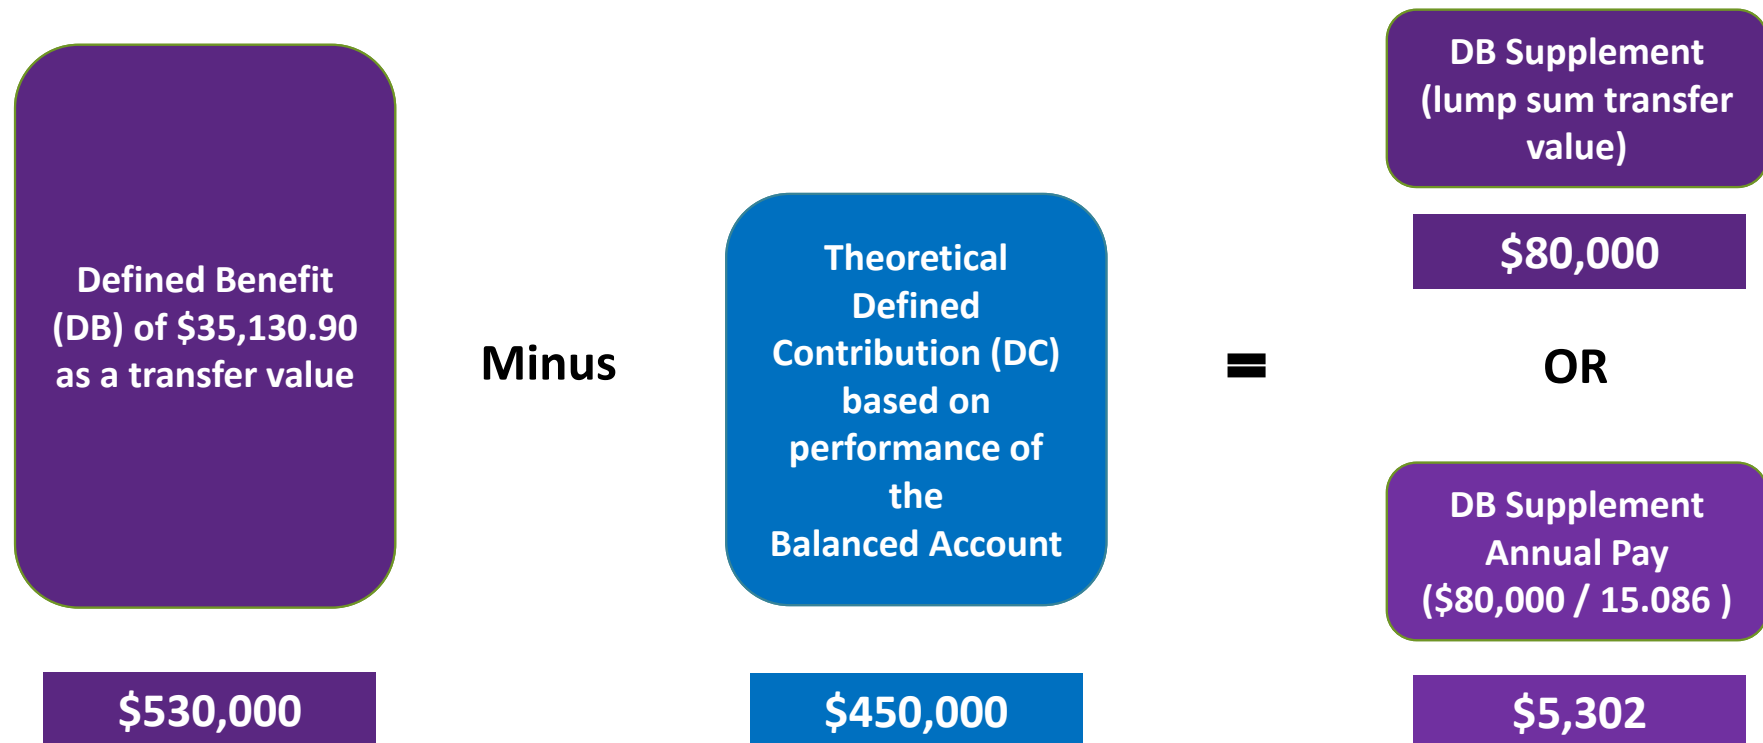 Defined Benefit
(DB) of $35,130.90
as a transfer value
$530,000
Minus
Theoretical
Defined
Contribution (DC)
based on
performance of
the
Balanced Account
$450,000
=
DB Supplement
(lump sum transfer
value)
$80,000
OR
DB Supplement
Annual Pay
($80,000 / 15.086 )
$5,302